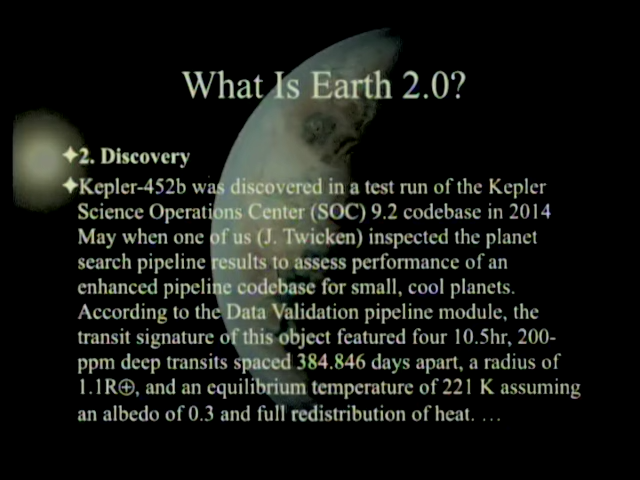 What Is Earth 2.0?
✦2. Discovery
✦Kepler-452b was discovered in a test run of the Kepler
Science Operations Center (SOC) 9.2 codebase in 2014
May when one of us (J. Twicken) inspected the planet
search pipeline results to assess performance of an
enhanced pipeline codebase for small, cool planets.
According to the Data Validation pipeline module, the
transit signature of this object featured four 10.5hr, 200-
ppm deep transits spaced 384.846 days apart, a radius of
1.1R⊕, and an equilibrium temperature of 221 K assuming
an albedo of 0.3 and full redistribution of heat. …